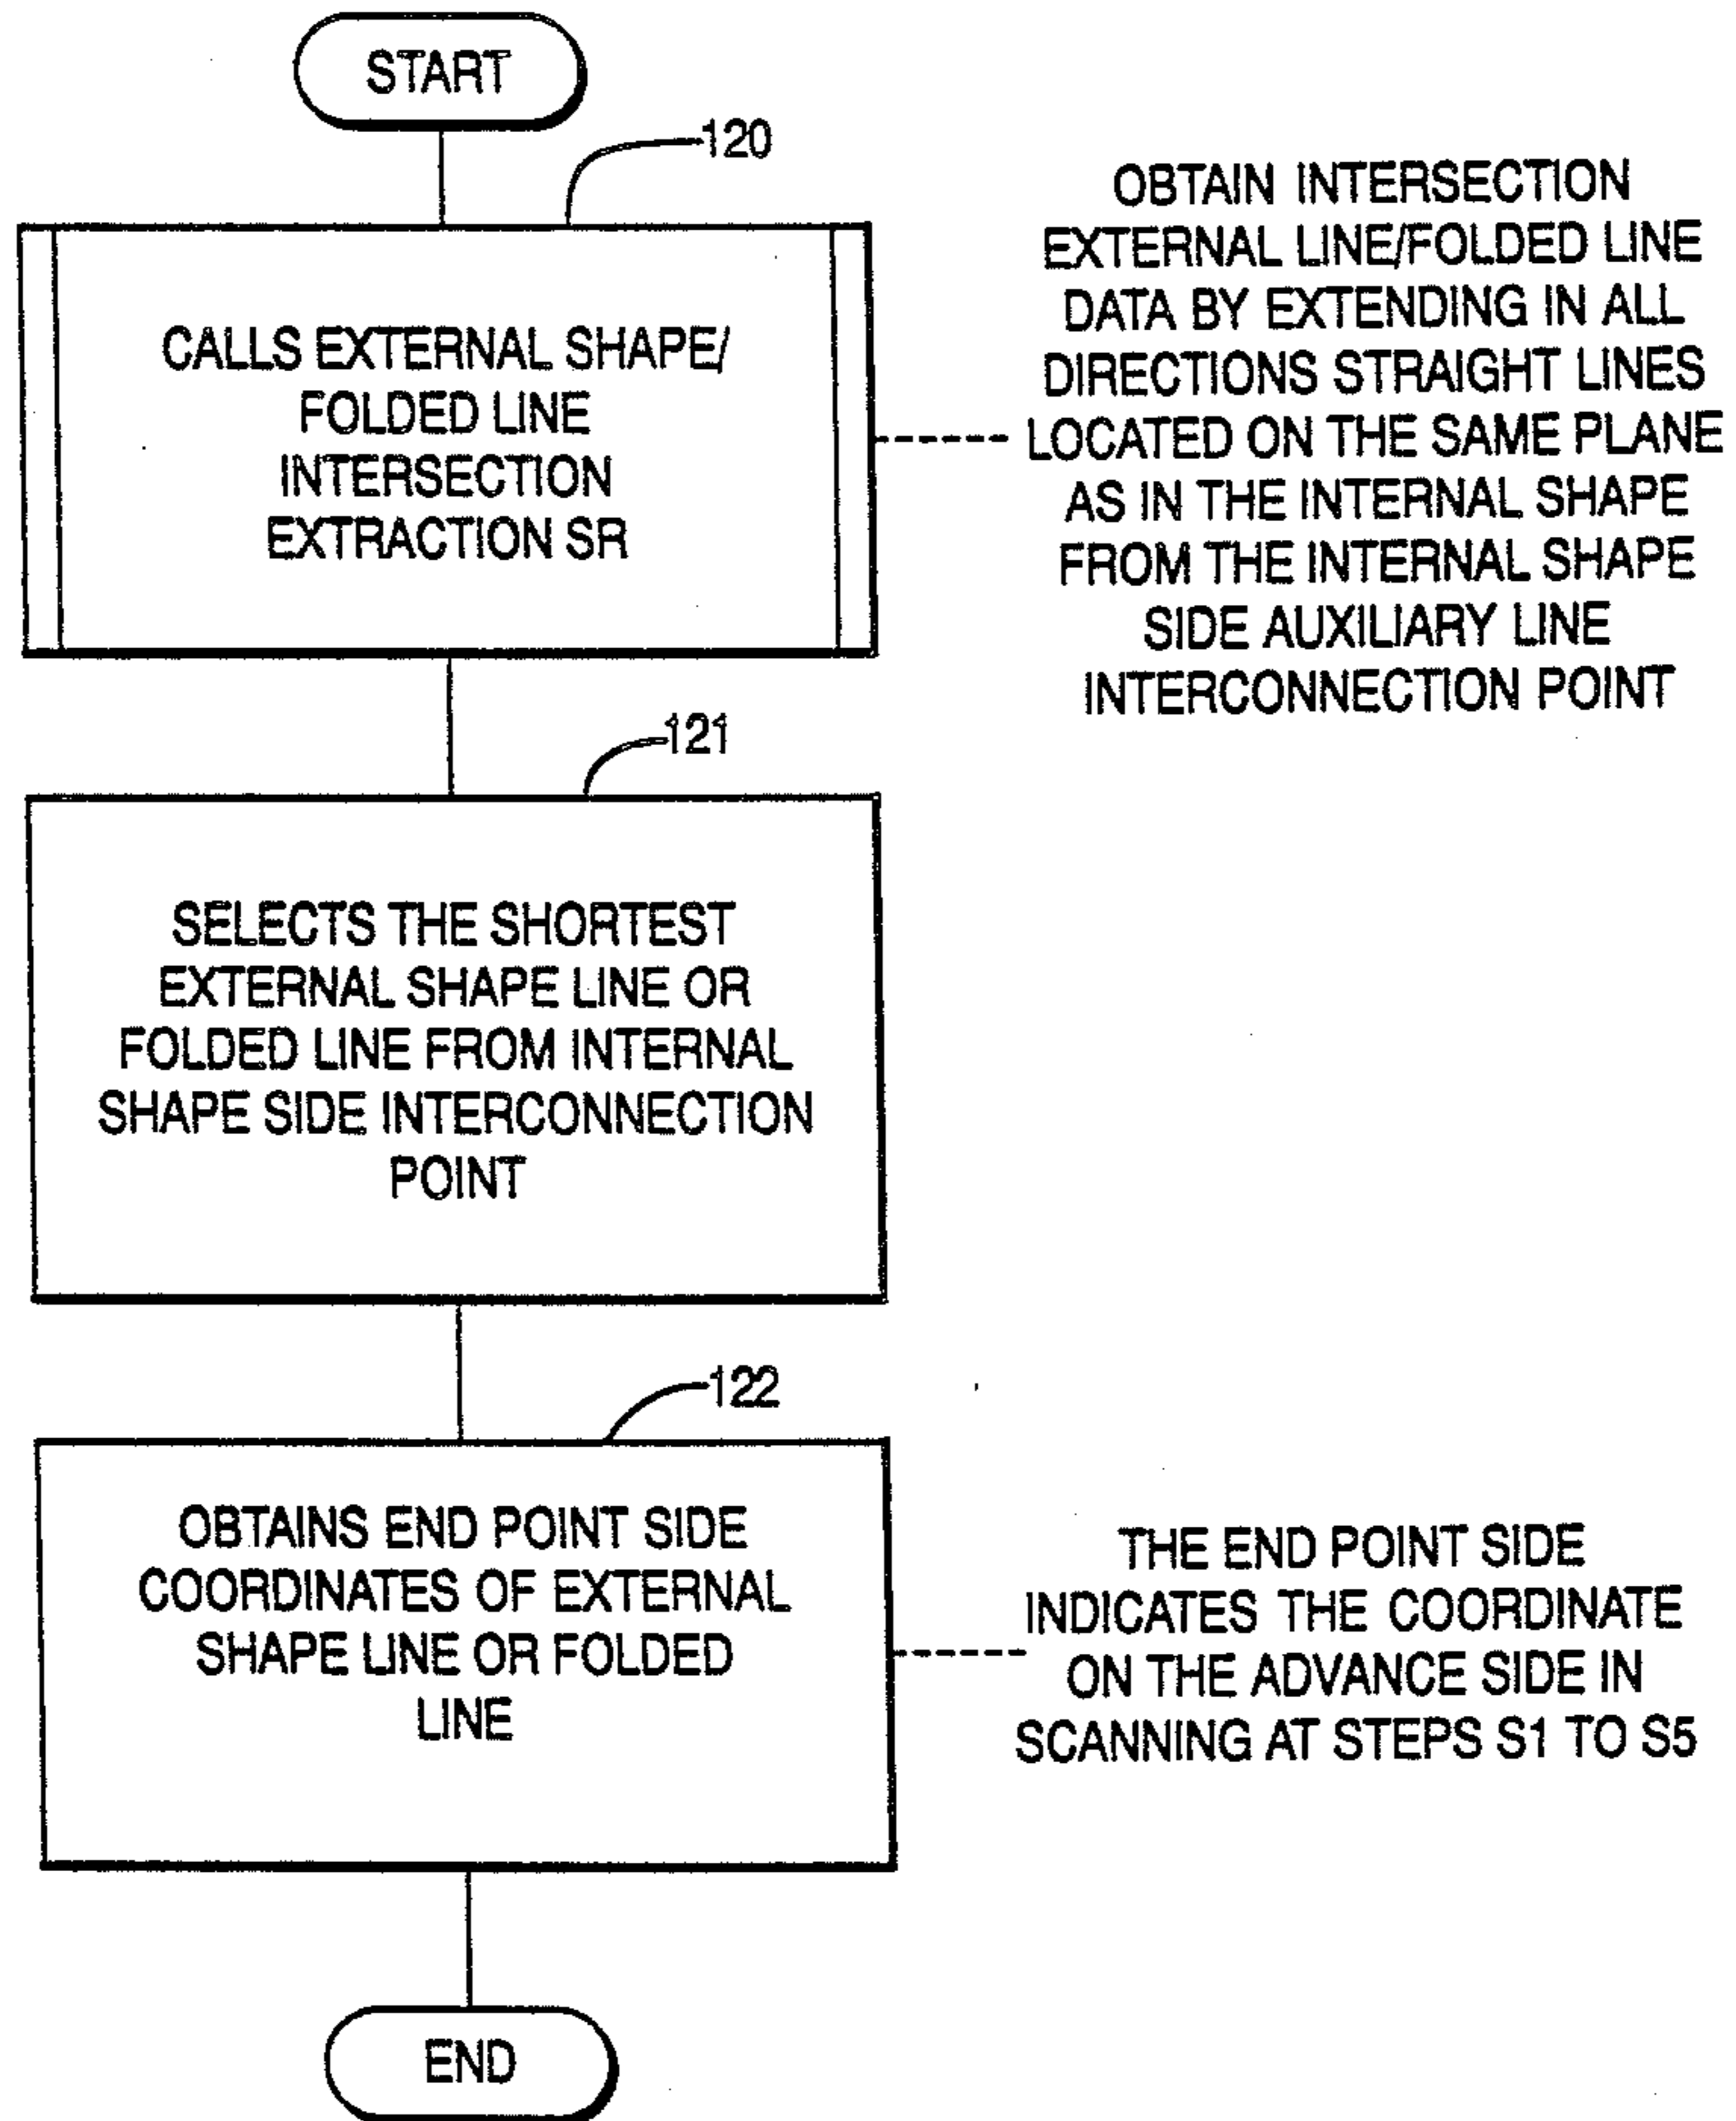 START
120
CALLS EXTERNAL SHAPE/
FOLDED LINE
INTERSECTION
EXTRACTION SR
OBTAIN INTERSECTION
EXTERNAL LINE/FOLDED LINE
DATA BY EXTENDING IN ALL
DIRECTIONS STRAIGHT LINES
LOCATED ON THE SAME PLANE
AS IN THE INTERNAL SHAPE
FROM THE INTERNAL SHAPE
SIDE AUXILIARY LINE
INTERCONNECTION POINT
121
SELECTS THE SHORTEST
EXTERNAL SHAPE LINE OR
FOLDED LINE FROM INTERNAL
SHAPE SIDE INTERCONNECTION
POINT
122
OBTAINS END POINT SIDE
COORDINATES OF EXTERNAL
SHAPE LINE OR FOLDED
LINE
THE END POINT SIDE
INDICATES THE COORDINATE
ON THE ADVANCE SIDE IN
SCANNING AT STEPS S1 TO S5
END